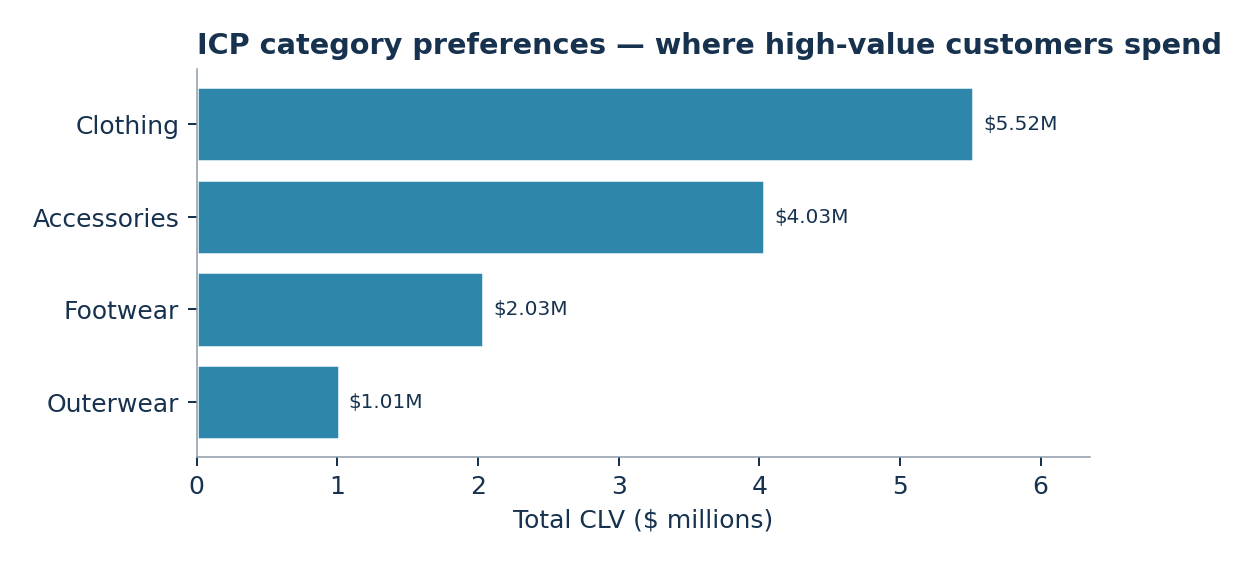 ICP category preferences — where high-value customers spend
Clothing
$5.52M
Accessories
$4.03M
Footwear
$2.03M
Outerwear
$1.01M
0 1 2 3 4 5 6
Total CLV ($ millions)